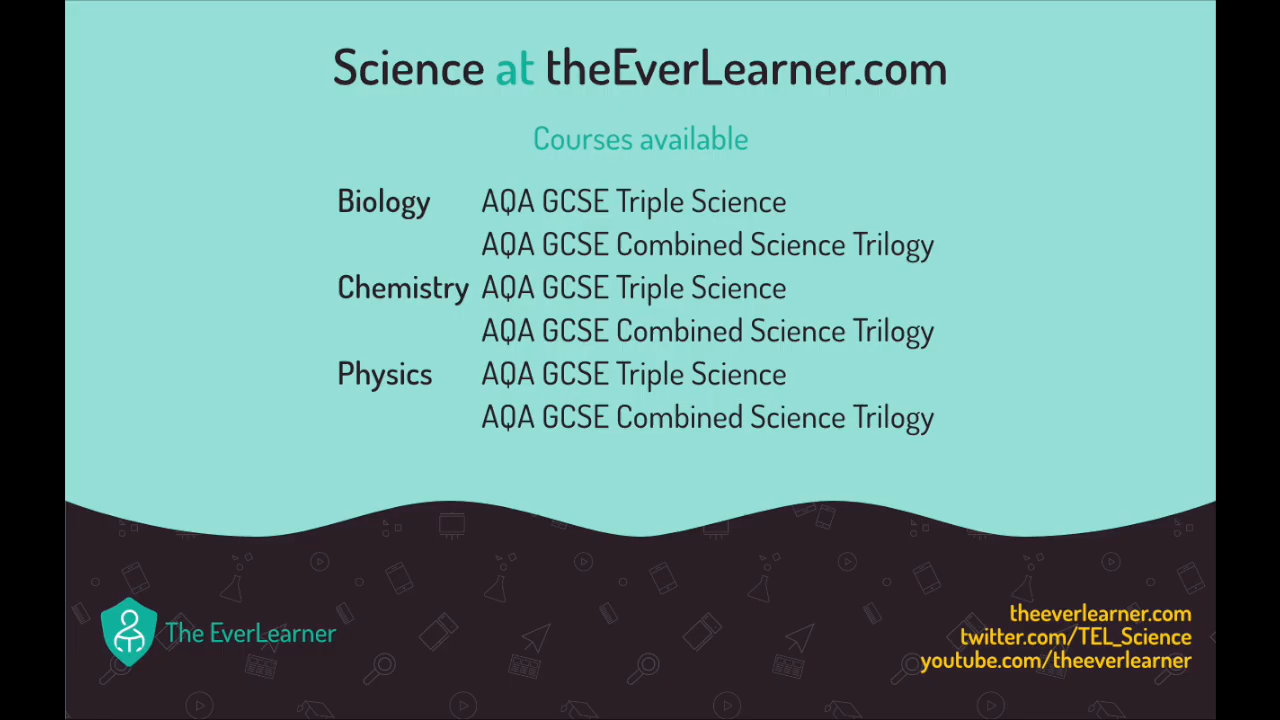 Science at theEverLearner.com
Courses available
Biology AQA GCSE Triple Science
AQA GCSE Combined Science Trilogy
Chemistry AQA GCSE Triple Science
AQA GCSE Combined Science Trilogy
Physics AQA GCSE Triple Science
AQA GCSE Combined Science Trilogy
The EverLearner
theeverlearner.com
twitter.com/TEL_Science
youtube.com/theeverlearner